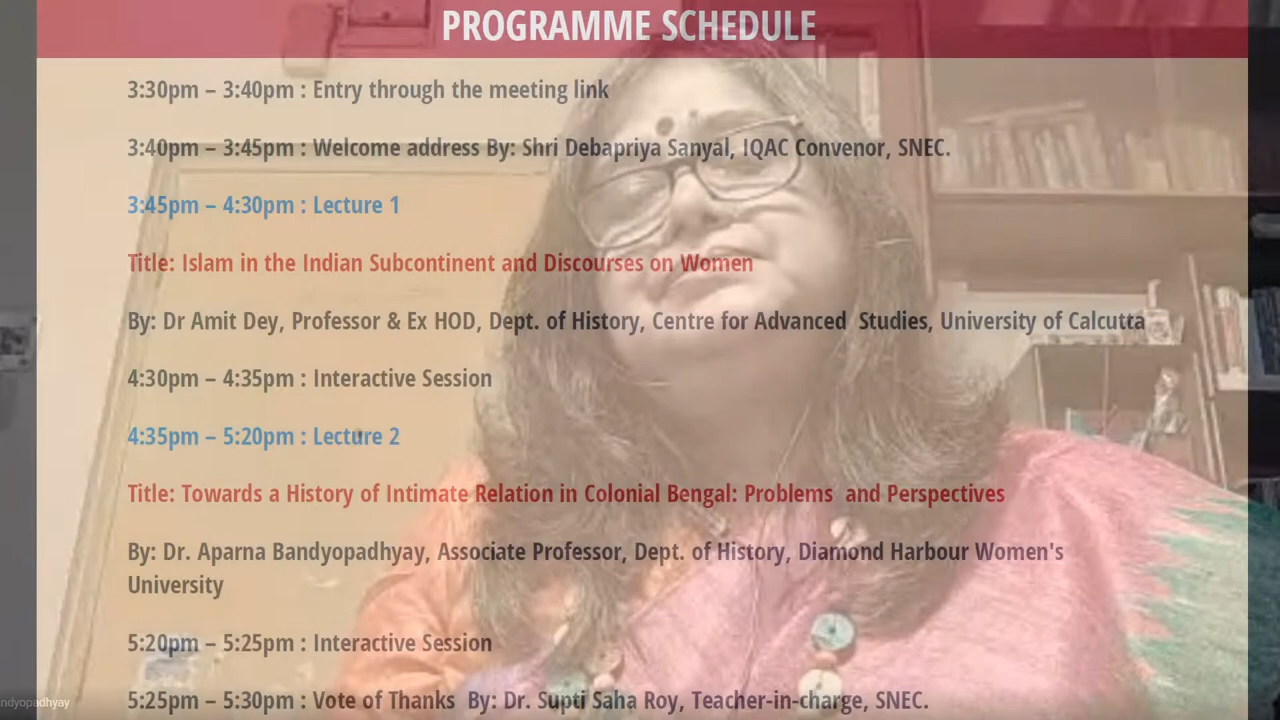 PROGRAMME SCHEDULE
3:30pm – 3:40pm : Entry through the meeting link
3:40pm – 3:45pm : Welcome address By: Shri Debapriya Sanyal, IQAC Convenor, SNEC.
3:45pm – 4:30pm : Lecture 1
Title: Islam in the Indian Subcontinent and Discourses on Women
By: Dr Amit Dey, Professor & Ex HOD, Dept. of History, Centre for Advanced  Studies, University of Calcutta
4:30pm – 4:35pm : Interactive Session
4:35pm – 5:20pm : Lecture 2
Title: Towards a History of Intimate Relation in Colonial Bengal: Problems  and Perspectives
By: Dr. Aparna Bandyopadhyay, Associate Professor, Dept. of History, Diamond Harbour Women's
University
5:20pm – 5:25pm : Interactive Session
5:25pm – 5:30pm : Vote of Thanks  By: Dr. Supti Saha Roy, Teacher-in-charge, SNEC.
ndyopadhyay